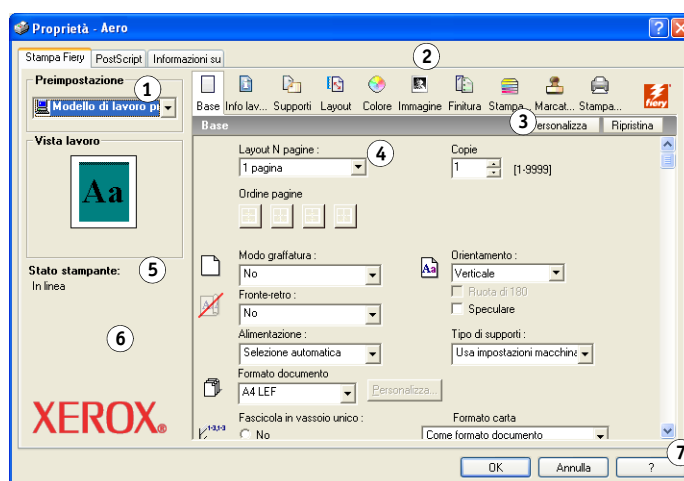 Proprietà - Aero
Stampa Fiery PostScript Informazioni su
2
Preimpostazione
1
Modello di lavoro
Base Info lav... Supporti Layout Colore Immagine Finitura Stampa... Marcat... Stampa...
fiery
Base
3
Personalizza Ripristina
Vista lavoro
Aa
Layout N pagine :
4
Copie
1 pagina
1
[1-9999]
Ordine pagine
Stato stampante:
5
In linea
6
XEROX®
Modo graffatura :
No
Aa
Orientamento :
Verticale
Ruota di 180
Fronte-retro :
No
Speculare
Alimentazione :
Selezione automatica
Tipo di supporti :
Usa impostazioni macchina
Formato documento
A4 LEF
Personalizza...
Fascicola in vassoio unico :
No
Formato carta
Come formato documento
7
OK Annulla ?